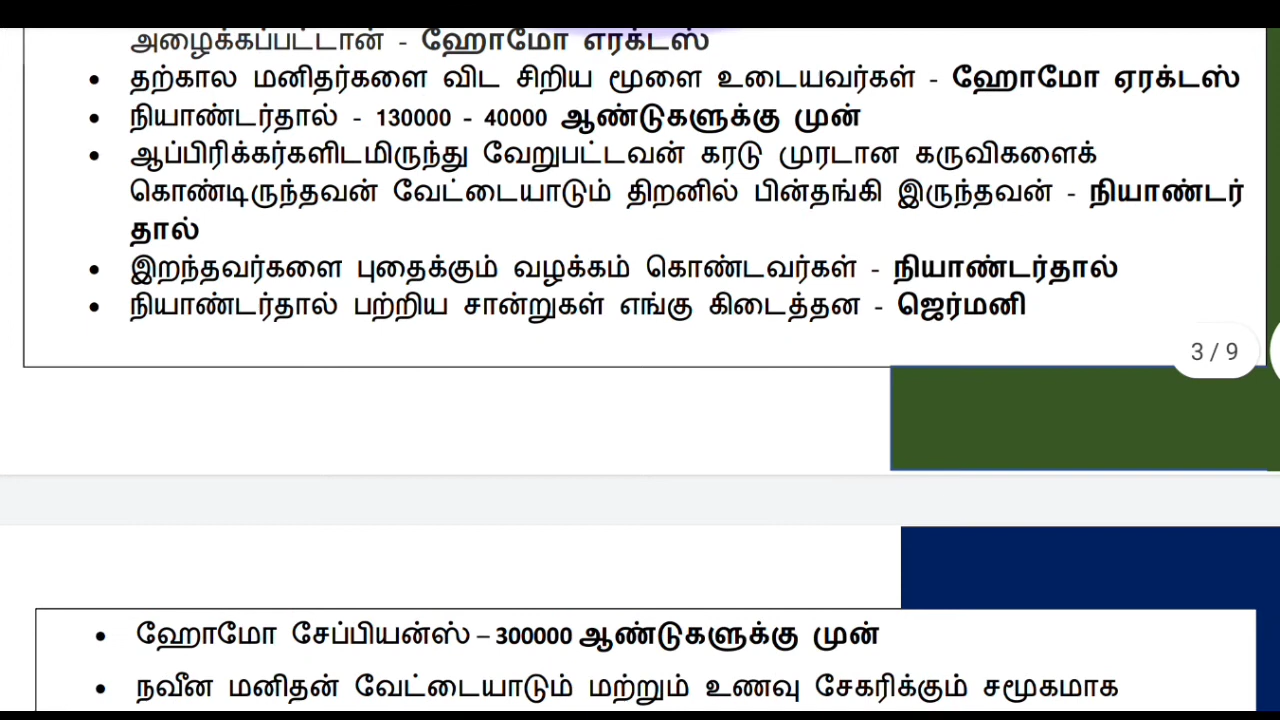 அழைக்கப்பட்டான் - ஹோமோ எரக்டஸ்
• தற்கால மனிதர்களை விட சிறிய மூளை உடையவர்கள் - ஹோமோ ஏரக்டஸ்
• நியாண்டர்தால் - 130000 - 40000 ஆண்டுகளுக்கு முன்
• ஆப்பிரிக்கர்களிடமிருந்து வேறுபட்டவன் கரடு முரடான கருவிகளைக்
கொண்டிருந்தவன் வேட்டையாடும் திறனில் பின்தங்கி இருந்தவன் - நியாண்டர்
தால்
• இறந்தவர்களை புதைக்கும் வழக்கம் கொண்டவர்கள் - நியாண்டர்தால்
• நியாண்டர்தால் பற்றிய சான்றுகள் எங்கு கிடைத்தன - ஜெர்மனி
3 / 9
• ஹோமோ சேப்பியன்ஸ் – 300000 ஆண்டுகளுக்கு முன்
• நவீன மனிதன் வேட்டையாடும் மற்றும் உணவு சேகரிக்கும் சமூகமாக